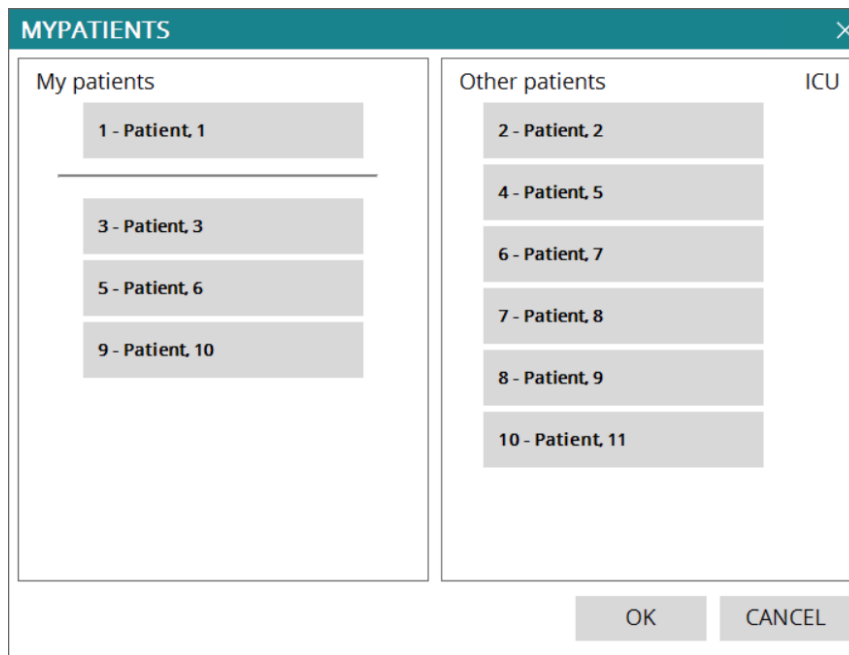 MYPATIENTS
My patients
1 - Patient, 1
3 - Patient, 3
5 - Patient, 6
9 - Patient, 10
Other patients ICU
2 - Patient, 2
4 - Patient, 5
6 - Patient, 7
7 - Patient, 8
8 - Patient, 9
10 - Patient, 11
OK CANCEL